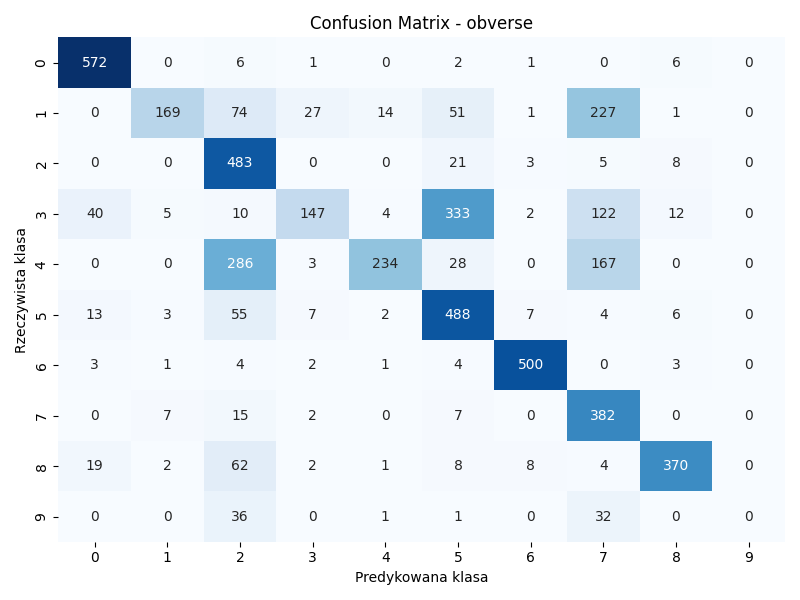 Confusion Matrix - obverse
Rzeczywista klasa
0 572 0 6 1 0 2 1 0 6 0
1 0 169 74 27 14 51 1 227 1 0
2 0 0 483 0 0 21 3 5 8 0
3 40 5 10 147 4 333 2 122 12 0
4 0 0 286 3 234 28 0 167 0 0
5 13 3 55 7 2 488 7 4 6 0
6 3 1 4 2 1 4 500 0 3 0
7 0 7 15 2 0 7 0 382 0 0
8 19 2 62 2 1 8 8 4 370 0
9 0 0 36 0 1 1 0 32 0 0
0 1 2 3 4 5 6 7 8 9
Predykowana klasa